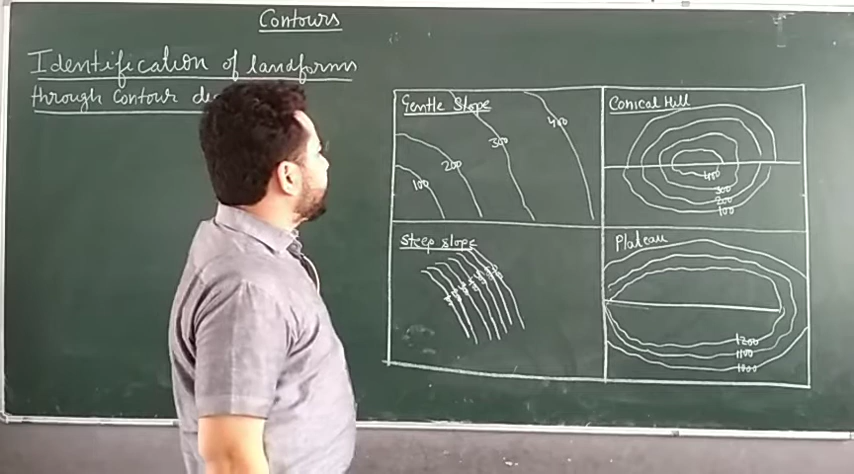 Contours
Identification of landforms
through contour
Gentle Slope
100
200
300
400
Conical Hill
400
300
200
100
Steep slope
Plateau
1200
1100
1000